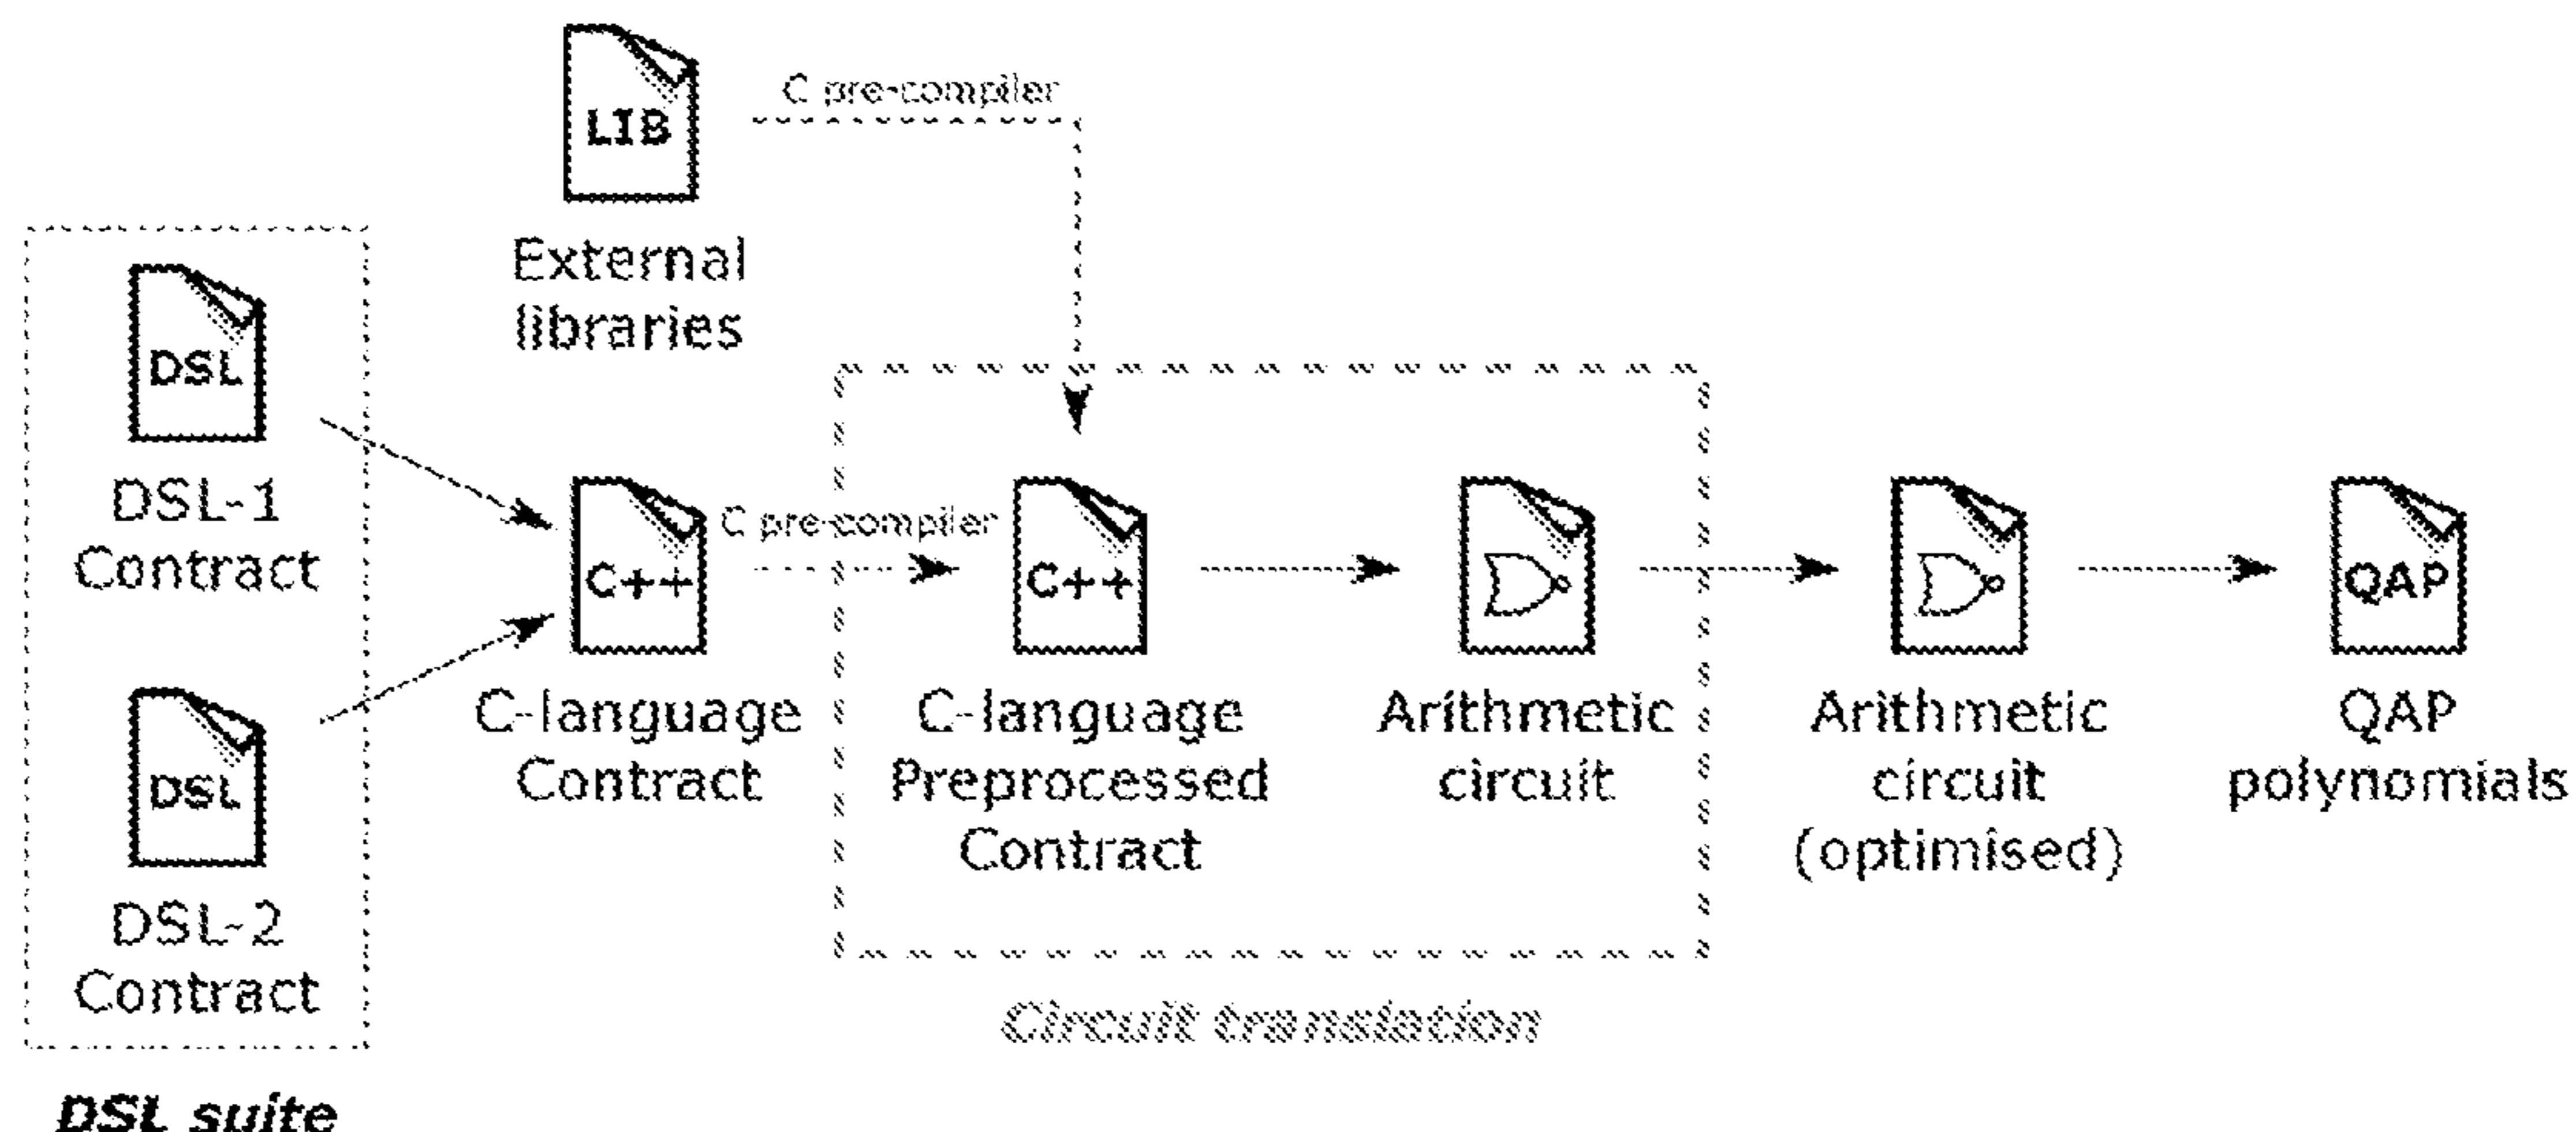 LIB
C pre-compiler
External
libraries
DSL
DSL-1
Contract
DSL
DSL-2
Contract
DSL suite
C++
C pre-compiler
C-language
Contract
C++
C-language
Preprocessed
Contract
Arithmetic
circuit
Circuit translation
Arithmetic
circuit
(optimised)
QAP
QAP
polynomials